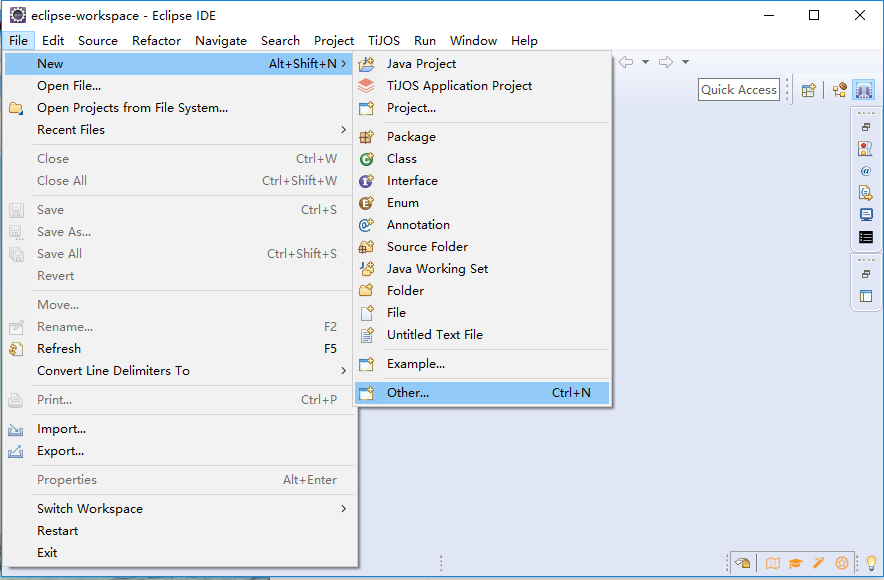 eclipse-workspace - Eclipse IDE
File Edit Source Refactor Navigate Search Project TiJOS Run Window Help
New Alt+Shift+N
Open File...
Open Projects from File System...
Recent Files
Close Ctrl+W
Close All Ctrl+Shift+W
Save Ctrl+S
Save As...
Save All Ctrl+Shift+S
Revert
Move...
Rename... F2
Refresh F5
Convert Line Delimiters To
Print... Ctrl+P
Import...
Export...
Properties Alt+Enter
Switch Workspace
Restart
Exit
Java Project
TiJOS Application Project
Project...
Package
Class
Interface
Enum
Annotation
Source Folder
Java Working Set
Folder
File
Untitled Text File
Example...
Other... Ctrl+N
Quick Access